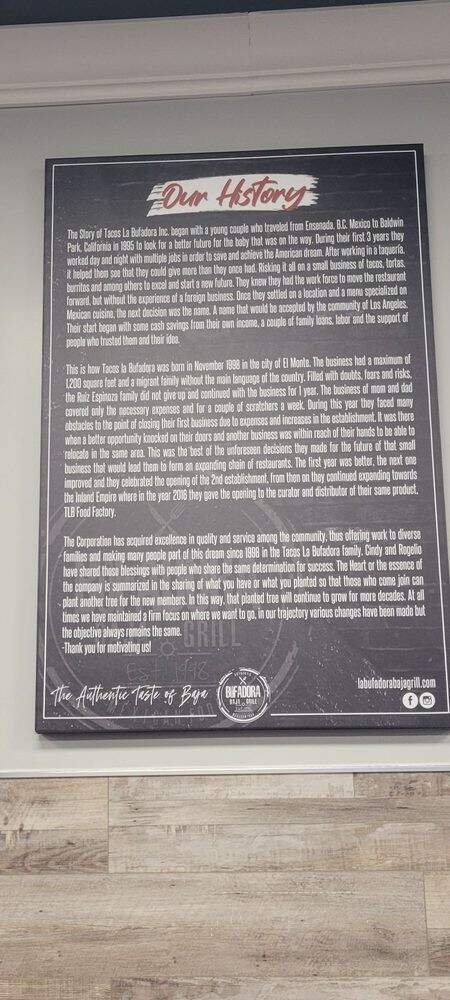 Our History
The Story of Tacos La Bufadora Inc. began with a young couple who traveled from Ensenada, B.C. Mexico to Baldwin
Park, California in 1995 to look for a better future for the baby that was on the way. During their first 3 years they
worked day and night with multiple jobs in order to save and achieve the American dream. After working in a taquería,
it helped them see that they could give more than they once had. Risking it all on a small business of tacos, tortas,
burritos and among others to excel and start a new future. They knew they had the work force to move the restaurant
forward, but without the experience of a foreign business. Once they settled on a location and a menu specialized on
Mexican cuisine, the next decision was the name. A name that would be accepted by the community of Los Angeles.
Their start began with some cash savings from their own income, a couple of family loans, labor and the support of
people who trusted them and their idea.
This is how Tacos la Bufadora was born in November 1998 in the city of El Monte. The business had a maximum of
1,200 square feet and a migrant family without the main language of the country. Filled with doubts, fears and risks,
the Ruiz Espinoza family did not give up and continued with the business for 1 year. The business of mom and dad
covered only the necessary expenses and for a couple of scratchers a week. During this year they faced many
obstacles to the point of closing their first business due to expenses and increases in the establishment. It was there
when a better opportunity knocked on their doors and another business was within reach of their hands to be able to
relocate in the same area. This was the best of the unforeseen decisions they made for the future of that small
business that would lead them to form an expanding chain of restaurants. The first year was better, the next one
improved and they celebrated the opening of the 2nd establishment, from then on they continued expanding towards
the Inland Empire where in the year 2016 they gave the opening to the curator and distributor of their same product,
TLB Food Factory.
The Corporation has acquired excellence in quality and service among the community, thus offering work to diverse
families and making many people part of this dream since 1998 in the Tacos La Bufadora family. Cindy and Rogelio
have shared those blessings with people who share the same determination for success. The Heart or the essence of
the company is summarized in the sharing of what you have or what you planted so that those who come join can
plant another tree for the new members. In this way, that planted tree will continue to grow for more decades. At all
times we have maintained a firm focus on where we want to go, in our trajectory various changes have been made but
the objective always remains the same.
-Thank you for motivating us!
GRILL
Est. 1998
The Authentic Taste of Baja
AUTHENTIC
BUFADORA
BAJA GRILL
labufadorabajagrill.com